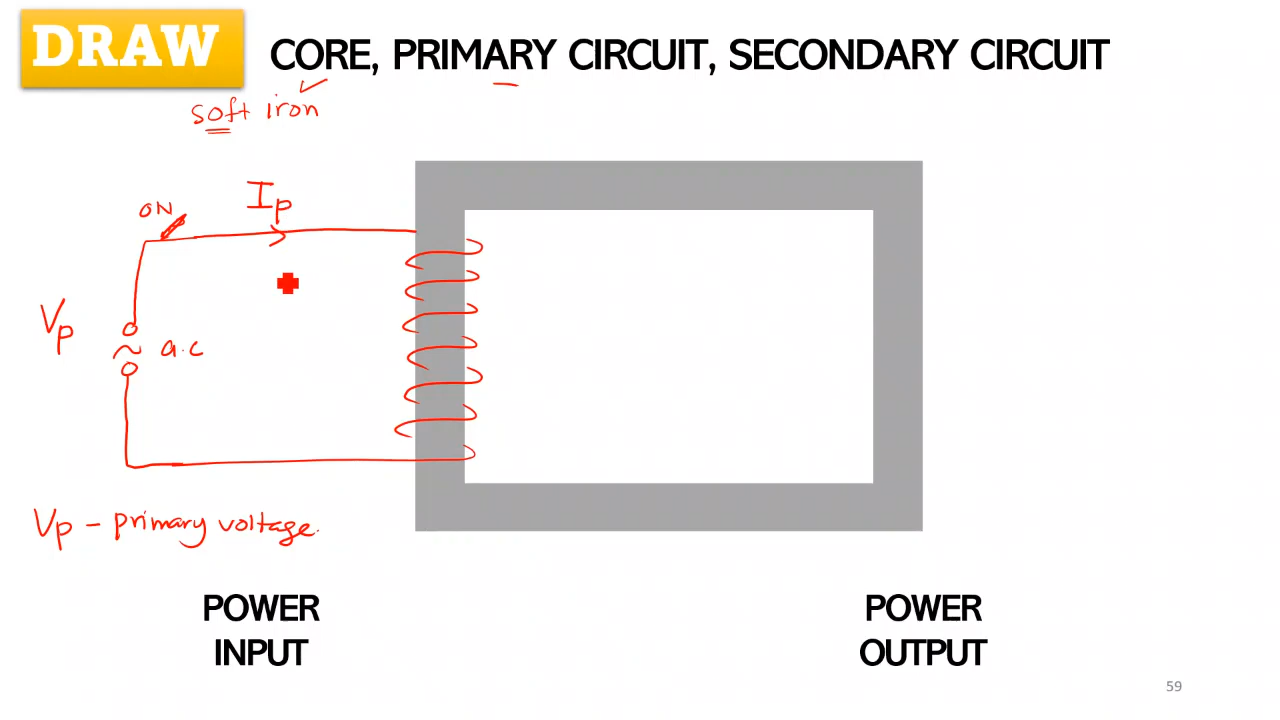 DRAW
CORE, PRIMARY CIRCUIT, SECONDARY CIRCUIT
soft iron
ON
Ip
Vp
a.c
Vp - primary voltage.
POWER
INPUT
POWER
OUTPUT
59